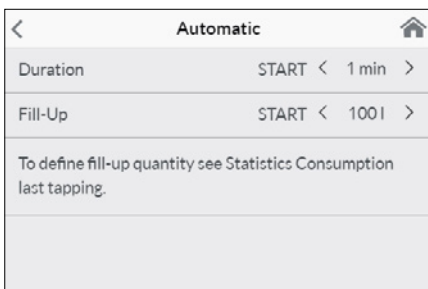 Automatic
Duration START < 1 min >
Fill-Up START < 100 l >
To define fill-up quantity see Statistics Consumption
last tapping.